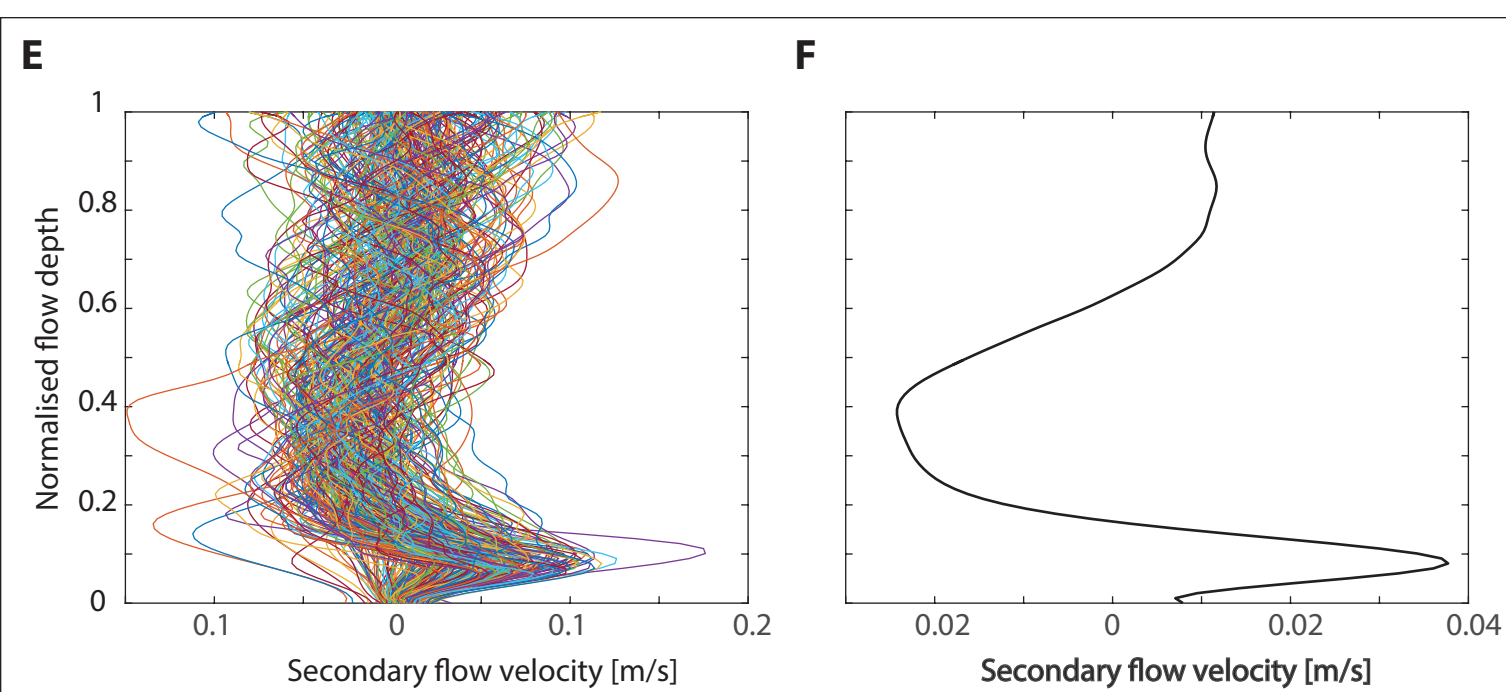 E
F
1
0.8
0.6
0.4
0.2
0
Normalised flow depth
0.1 0 0.1 0.2
Secondary flow velocity [m/s]
0.02 0 0.02 0.04
Secondary flow velocity [m/s]